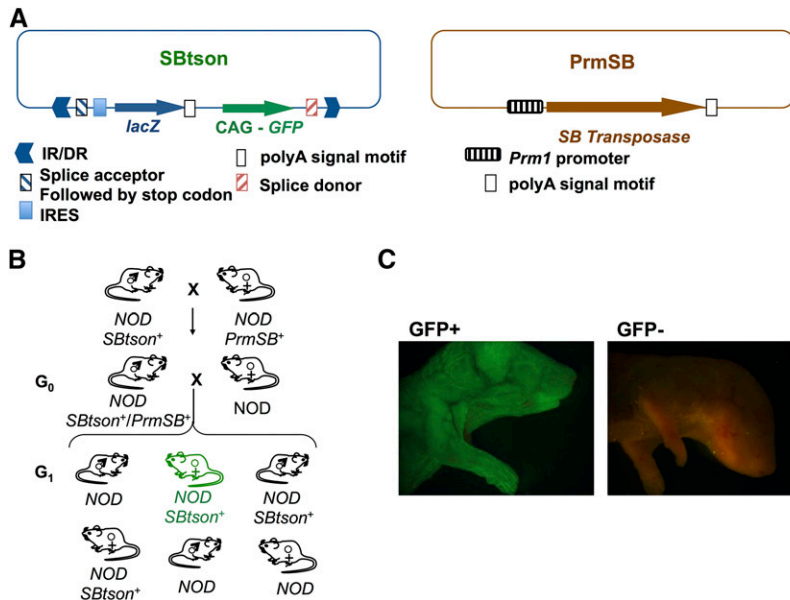 A
SBtson
lacZ
CAG - GFP
IR/DR
Splice acceptor
Followed by stop codon
IRES
polyA signal motif
Splice donor
PrmSB
SB Transposase
Prm1 promoter
polyA signal motif
B
X
NOD
SBtson+
NOD
PrmSB+
G0
X
NOD
SBtson+/PrmSB+
NOD
G1
NOD
NOD
SBtson+
NOD
SBtson+
NOD
SBtson+
NOD
NOD
C
GFP+
GFP-